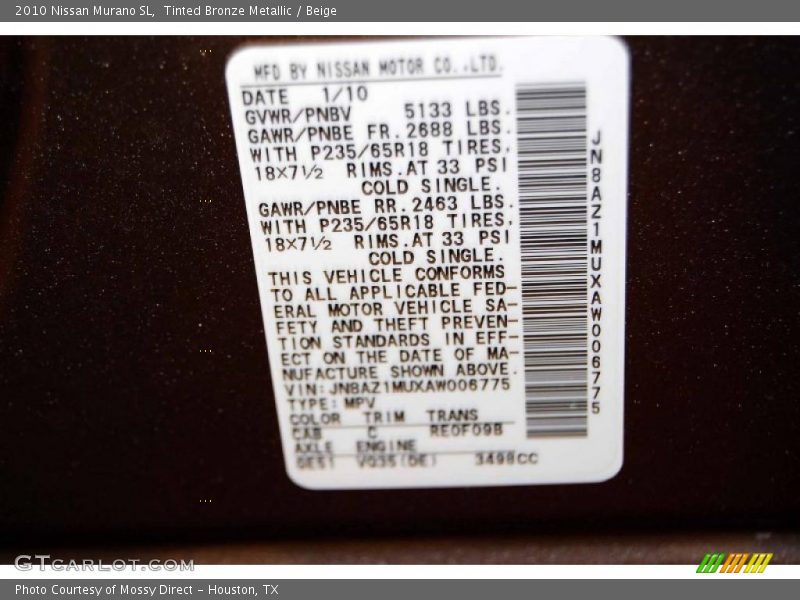 2010 Nissan Murano SL, Tinted Bronze Metallic / Beige
MFD BY NISSAN MOTOR CO.,LTD.
DATE 1/10
GVWR/PNBV 5133 LBS.
GAWR/PNBE FR.2688 LBS.
WITH P235/65R18 TIRES,
18×7½ RIMS.AT 33 PSI
COLD SINGLE.
GAWR/PNBE RR.2463 LBS.
WITH P235/65R18 TIRES,
18×7½ RIMS.AT 33 PSI
COLD SINGLE.
THIS VEHICLE CONFORMS
TO ALL APPLICABLE FED-
ERAL MOTOR VEHICLE SA-
FETY AND THEFT PREVEN-
TION STANDARDS IN EFF-
ECT ON THE DATE OF MA-
NUFACTURE SHOWN ABOVE.
VIN:JN8AZ1MUXAW006775
TYPE:MPV
COLOR TRIM TRANS
CAB C RE0F09B
AXLE ENGINE
VQ35(DE) 3498CC
JN8AZ1MUXAW006775
GTCARLOT.COM
Photo Courtesy of Mossy Direct – Houston, TX